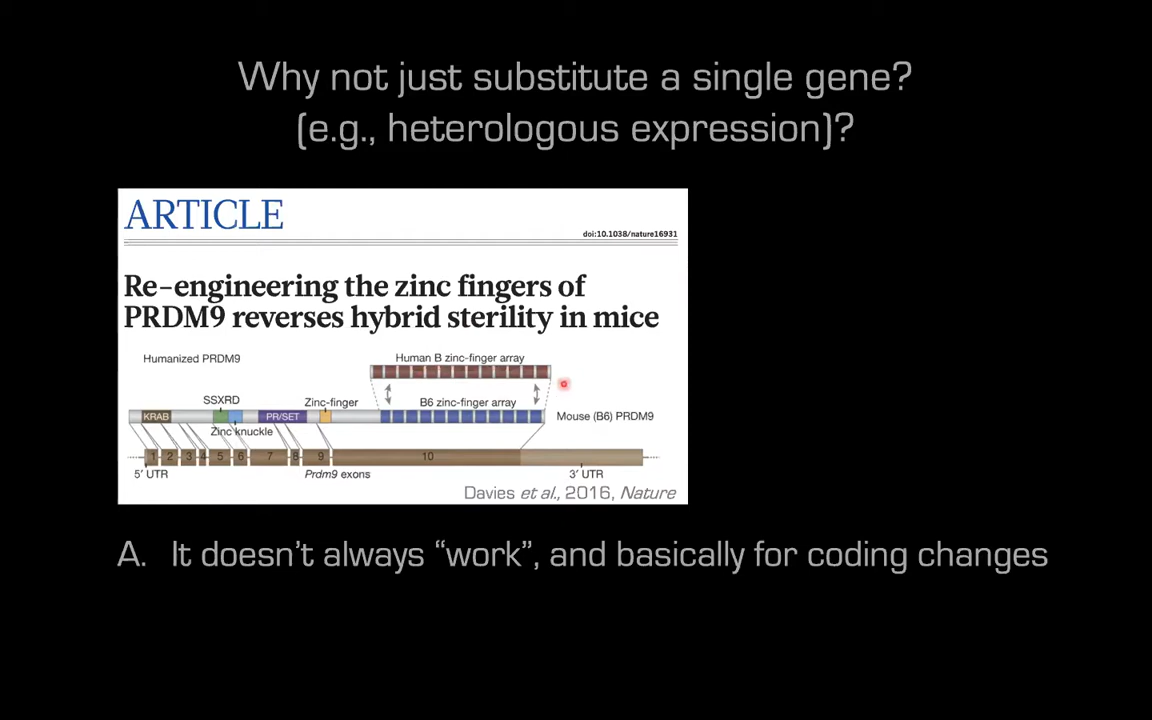 Why not just substitute a single gene?
(e.g., heterologous expression)?
ARTICLE
doi:10.1038/nature16931
Re-engineering the zinc fingers of
PRDM9 reverses hybrid sterility in mice
Humanized PRDM9
Human B zinc-finger array
SSXRD
Zinc-finger
B6 zinc-finger array
KRAB
PR/SET
Mouse (B6) PRDM9
Zinc knuckle
1 2 3 4 5 6 7 8 9 10
5′ UTR
Prdm9 exons
3′ UTR
Davies et al., 2016, Nature
A. It doesn't always “work”, and basically for coding changes